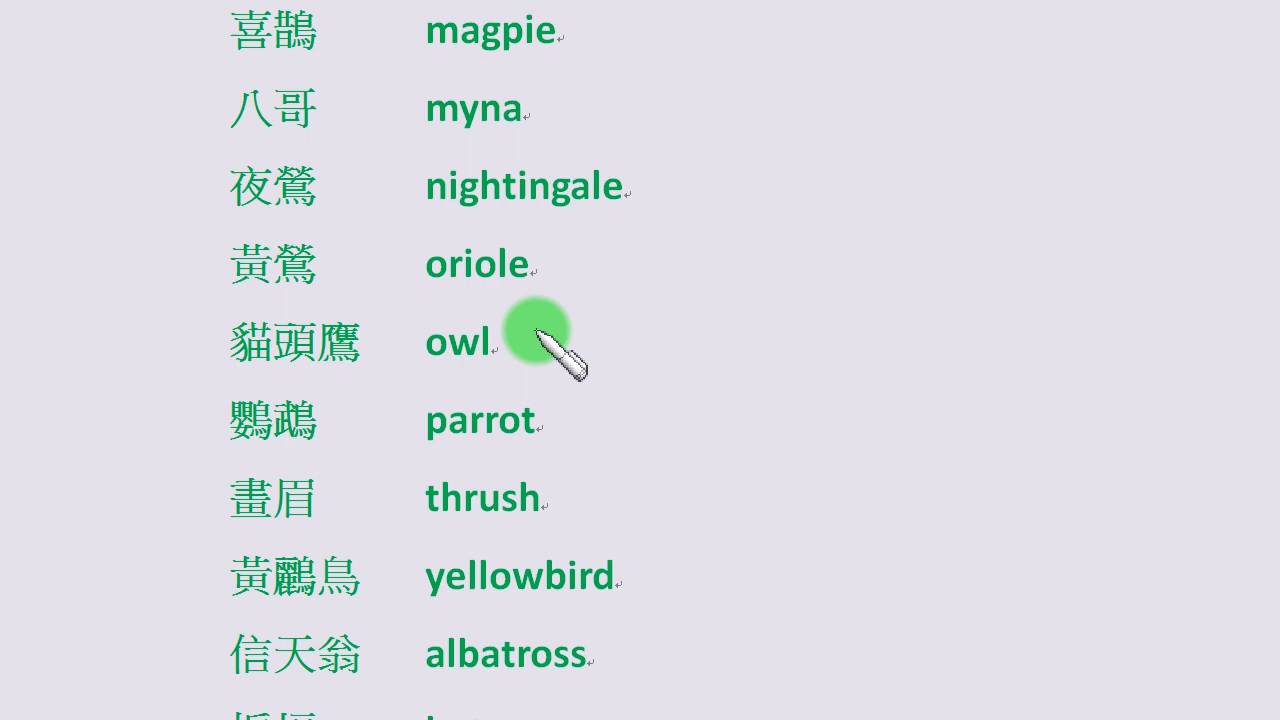 喜鵲 magpie
八哥 myna
夜鶯 nightingale
黃鶯 oriole
貓頭鷹 owl
鸚鵡 parrot
畫眉 thrush
黃鸝鳥 yellowbird
信天翁 albatross